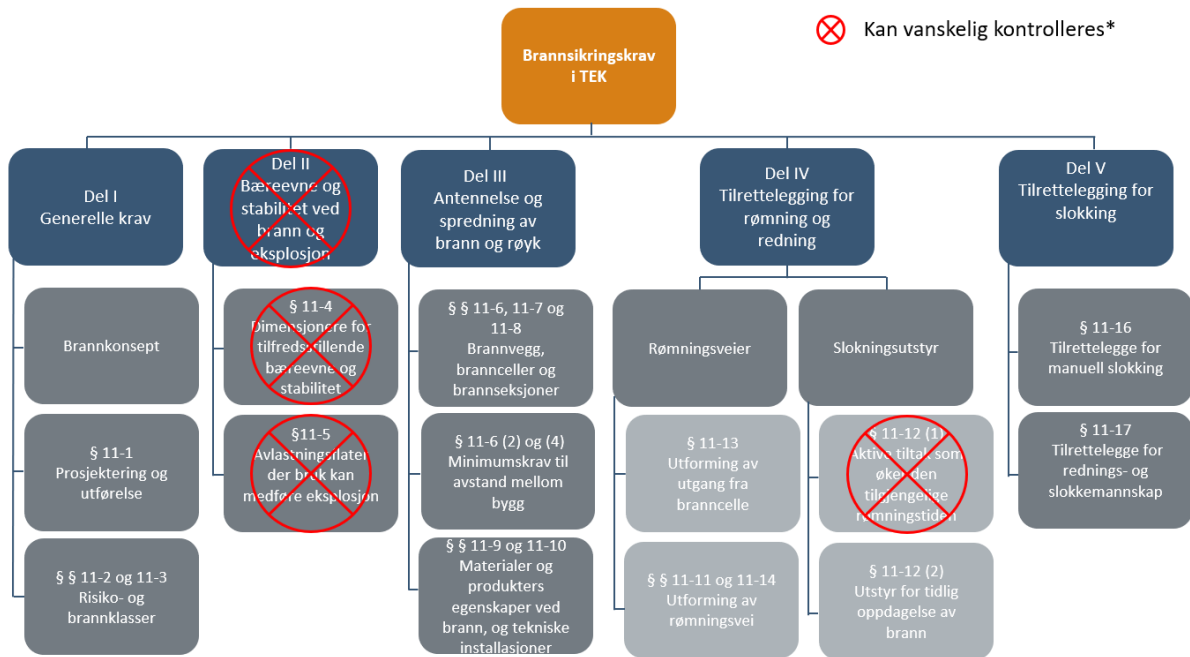 Brannsikringskrav
i TEK
Kan vanskelig kontrolleres*
Del I
Generelle krav
Del II
Bæreevne og
stabilitet ved
brann og
eksplosjon
Del III
Antennelse og
spredning av
brann og røyk
Del IV
Tilrettelegging for
rømning og
redning
Del V
Tilrettelegging for
slokking
Brannkonsept
§ 11-1
Prosjektering og
utførelse
§ § 11-2 og 11-3
Risiko- og
brannklasser
§ 11-4
Dimensjonere for
tilfredsstillende
bæreevne og
stabilitet
§11-5
Avlastningsflater
der bruk kan
medføre eksplosjon
§ § 11-6, 11-7 og
11-8
Brannvegg,
brannceller og
brannseksjoner
§ 11-6 (2) og (4)
Minimumskrav til
avstand mellom
bygg
§ § 11-9 og 11-10
Materialer og
produkters
egenskaper ved
brann, og tekniske
installasjoner
Rømningsveier
§ 11-13
Utforming av
utgang fra
branncelle
§ § 11-11 og 11-14
Utforming av
rømningsvei
Slokningsutstyr
§ 11-12 (1)
Aktive tiltak som
øker den
tilgjengelige
rømningstiden
§ 11-12 (2)
Utstyr for tidlig
oppdagelse av
brann
§ 11-16
Tilrettelegge for
manuell slokking
§ 11-17
Tilrettelegge for
rednings- og
slokkemannskap